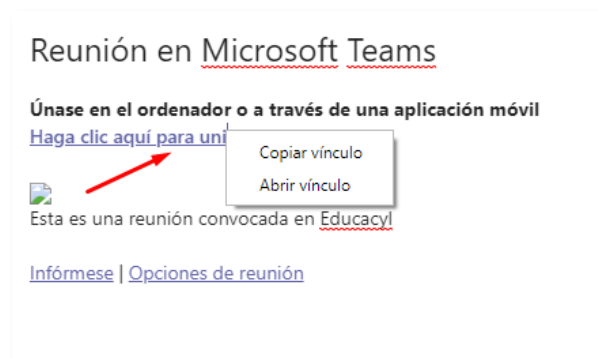 Reunión en Microsoft Teams
Únase en el ordenador o a través de una aplicación móvil
Haga clic aquí para uni
Copiar vínculo
Abrir vínculo
Esta es una reunión convocada en Educacyl
Infórmese | Opciones de reunión